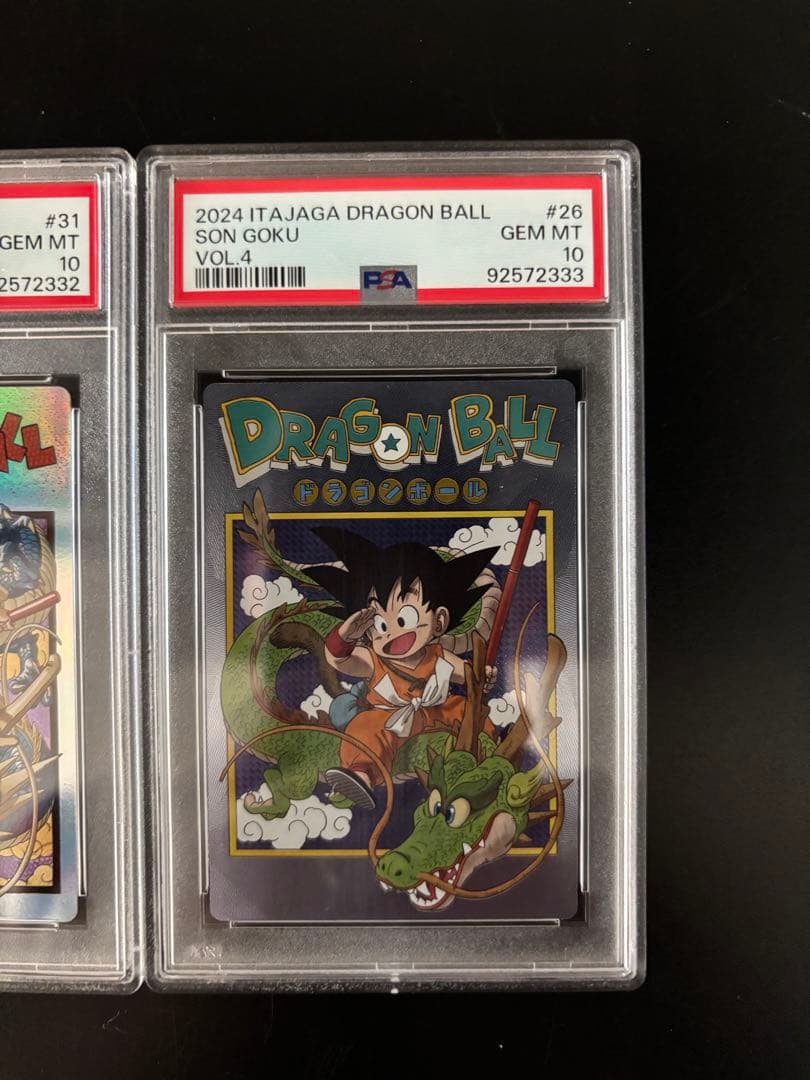 #31
GEM MT
10
2572332
2024 ITAJAGA DRAGON BALL #26
SON GOKU GEM MT
VOL.4 10
PSA 92572333
DRAGON BALL
ドラゴンボール